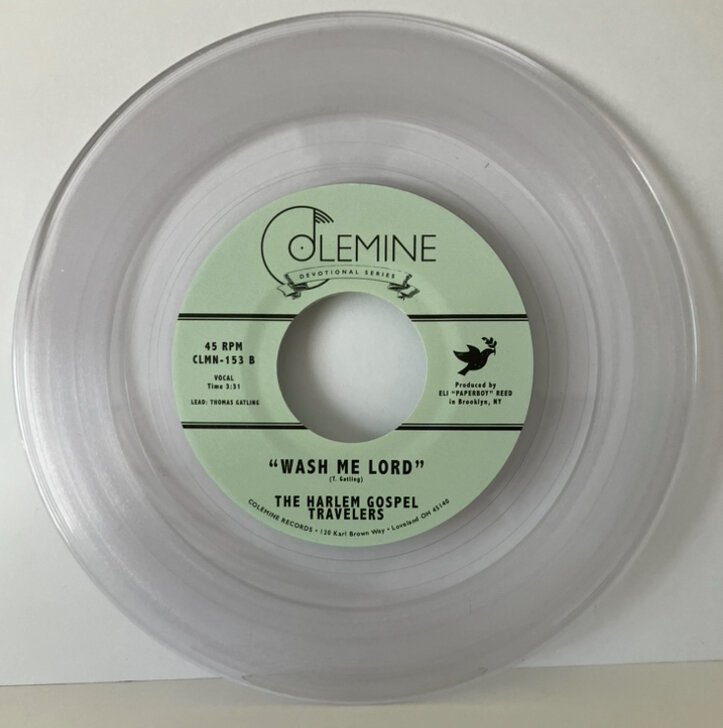 COLEMINE
DEVOTIONAL SERIES
45 RPM
CLMN-153 B
VOCAL
Time 3:31
LEAD: THOMAS GATLING
Produced by
ELI "PAPERBOY" REED
in Brooklyn, NY
"WASH ME LORD"
(T. Gatling)
THE HARLEM GOSPEL
TRAVELERS
COLEMINE RECORDS • 120 Karl Brown Way • Loveland OH 45140